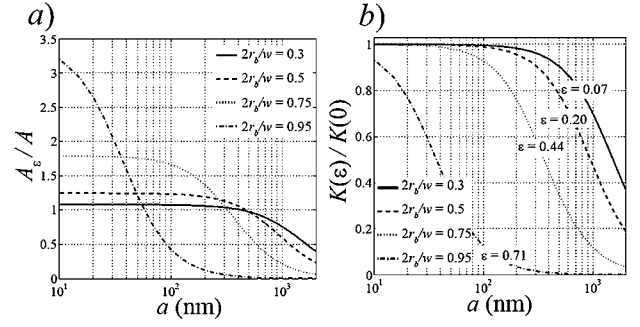 a)
3.5
3
2.5
2
1.5
1
0.5
0
A_ε / A
2r_b/w = 0.3
2r_b/w = 0.5
2r_b/w = 0.75
2r_b/w = 0.95
10^1
10^2
10^3
a (nm)
b)
1
0.8
0.6
0.4
0.2
0
K(ε) / K(0)
ε = 0.07
ε = 0.20
ε = 0.44
ε = 0.71
2r_b/w = 0.3
2r_b/w = 0.5
2r_b/w = 0.75
2r_b/w = 0.95
10^1
10^2
10^3
a (nm)